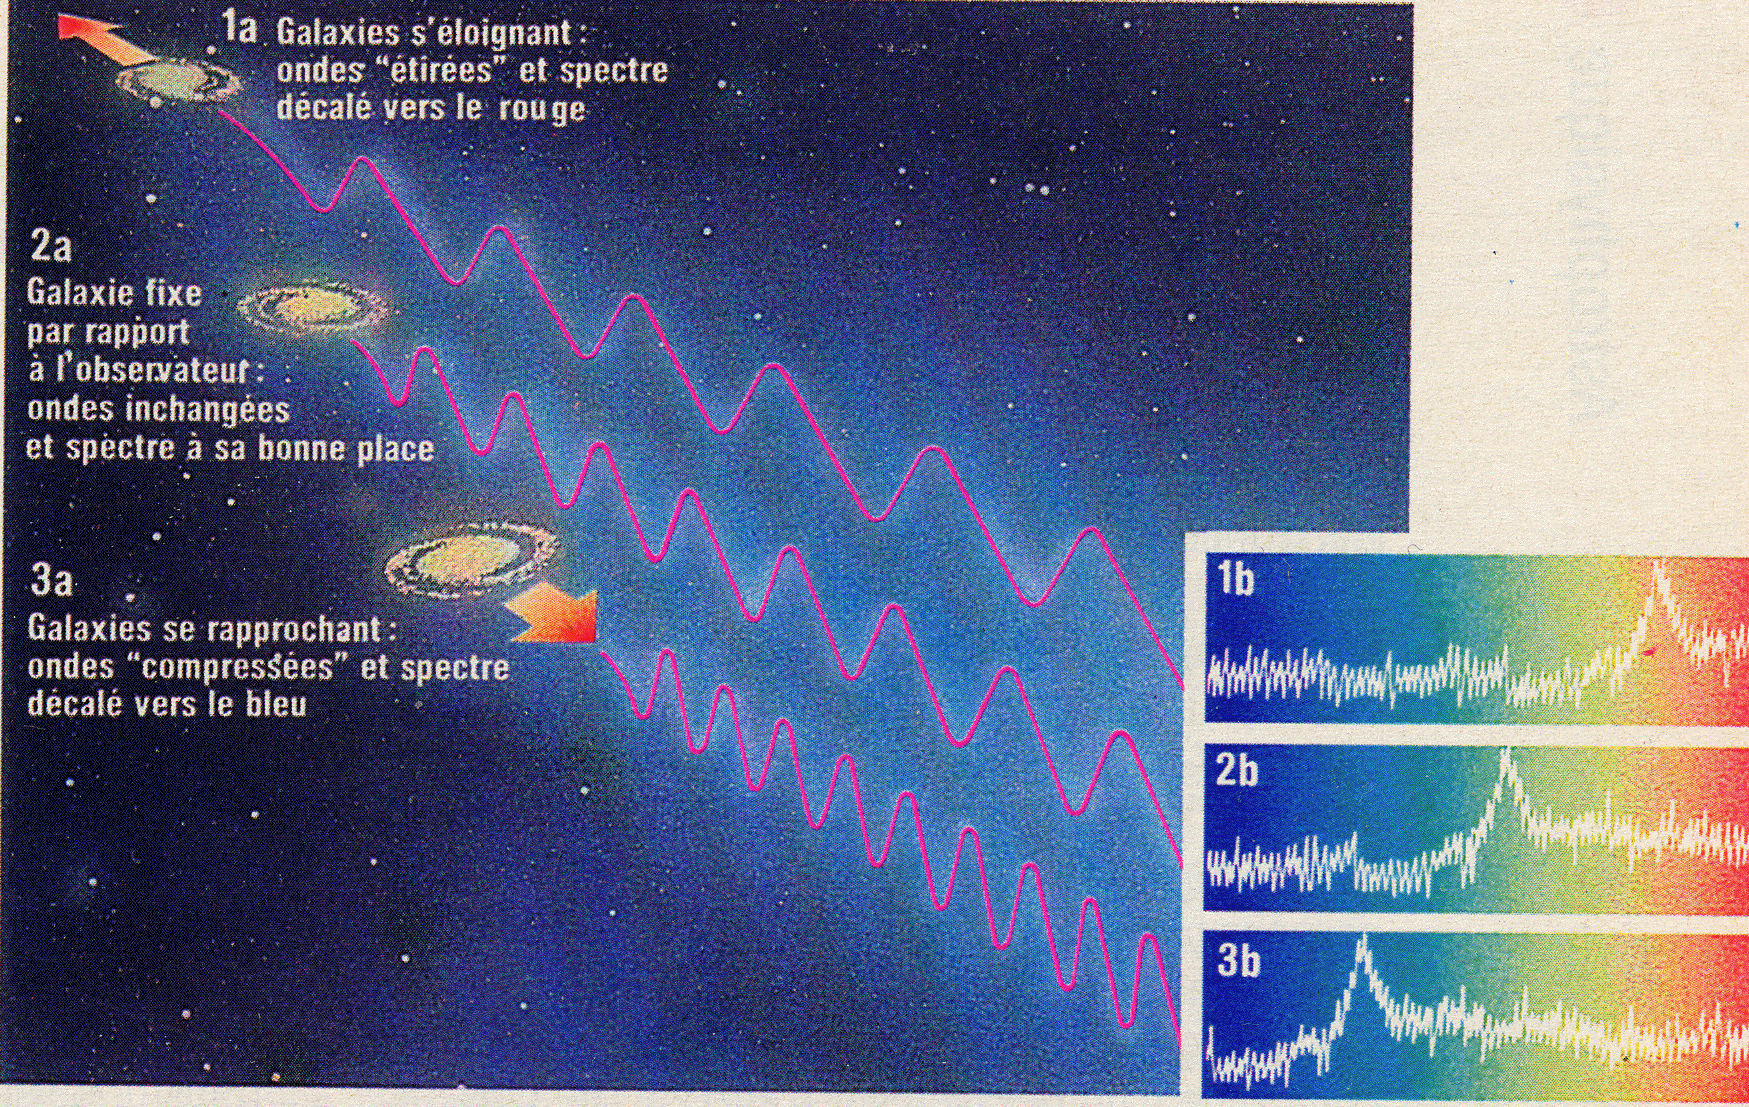 1a Galaxies s'éloignant :
ondes “étirées” et spectre
décalé vers le rouge
2a
Galaxie fixe
par rapport
à l'observateur :
ondes inchangées
et spectre à sa bonne place
3a
Galaxies se rapprochant :
ondes “compressées” et spectre
décalé vers le bleu
1b
2b
3b